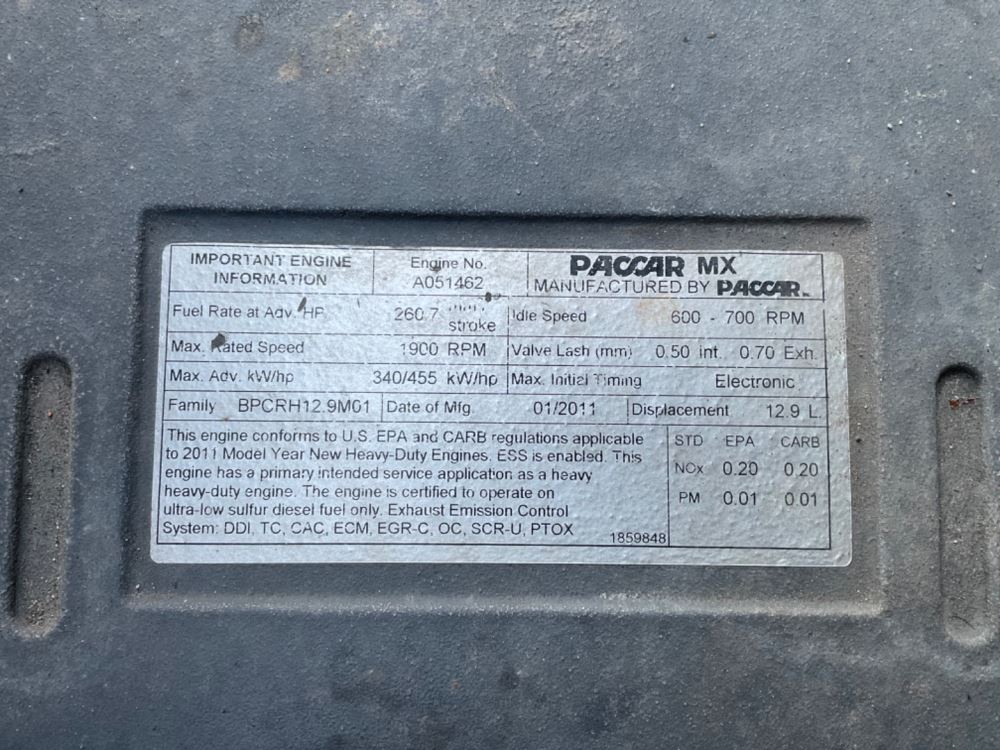 IMPORTANT ENGINE INFORMATION
Engine No.
A051462
PACCAR MX
MANUFACTURED BY PACCAR
Fuel Rate at Adv. HP 260.7 stroke
Idle Speed 600 - 700 RPM
Max. Rated Speed 1900 RPM
Valve Lash (mm) 0.50 Int. 0.70 Exh.
Max. Adv. kW/hp 340/455 kW/hp
Max. Initial Timing Electronic
Family BPCRH12.9M01
Date of Mfg. 01/2011
Displacement 12.9 L
This engine conforms to U.S. EPA and CARB regulations applicable
to 2011 Model Year New Heavy-Duty Engines. ESS is enabled. This
engine has a primary intended service application as a heavy
heavy-duty engine. The engine is certified to operate on
ultra-low sulfur diesel fuel only. Exhaust Emission Control
System: DDI, TC, CAC, ECM, EGR-C, OC, SCR-U, PTOX
1859848
STD EPA CARB
NOx 0.20 0.20
PM 0.01 0.01